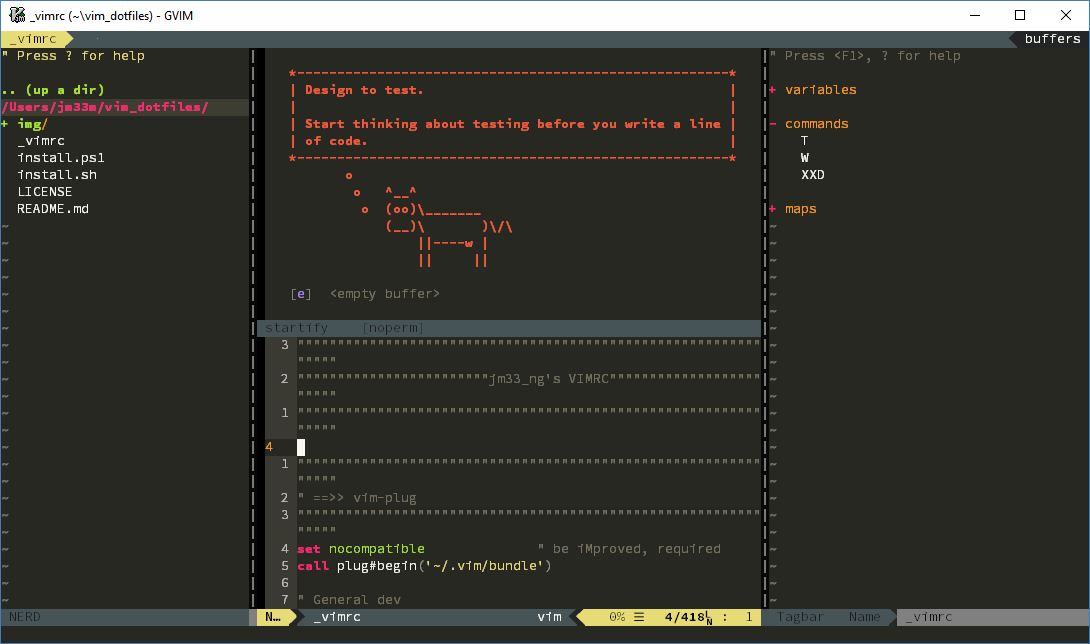 _vimrc (~\vim_dotfiles) - GVIM
_vimrc
buffers
" Press ? for help
.. (up a dir)
/Users/jm33m/vim_dotfiles/
+ img/
_vimrc
install.ps1
install.sh
LICENSE
README.md
*------------------------------------------------------*
| Design to test. |
| |
| Start thinking about testing before you write a line |
| of code. |
*------------------------------------------------------*
o
o ^__^
o (oo)\_______
(__)\ )\/\
||----w |
|| ||
[e] <empty buffer>
startify [noperm]
3 """"""""""""""""""""""""""""""""""""""""""""""""""""""""""
"""""
2 """"""""""""""""""""""""jm33_ng's VIMRC"""""""""""""""""""
"""""
1 """"""""""""""""""""""""""""""""""""""""""""""""""""""""""
"""""
4
1 """"""""""""""""""""""""""""""""""""""""""""""""""""""""""
"""""
2 " ==>> vim-plug
3 """"""""""""""""""""""""""""""""""""""""""""""""""""""""""
"""""
4 set nocompatible " be iMproved, required
5 call plug#begin('~/.vim/bundle')
6
7 " General dev
" Press <F1>, ? for help
+ variables
- commands
T
W
XXD
+ maps
NERD
N… _vimrc vim 0% ☰ 4/418 ␤ : 1
Tagbar Name _vimrc